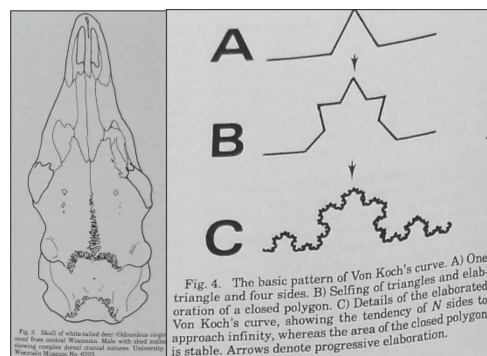 Fig. 3. Skull of white-tailed deer (Odocoileus virgin-
ianus) from central Wisconsin. Male with shed antlers
showing complex dorsal cranial sutures. University
Wisconsin Museum No.
A
B
C
Fig. 4. The basic pattern of Von Koch's curve. A) One
triangle and four sides. B) Selfing of triangles and elab-
oration of a closed polygon. C) Details of the elaborated
Von Koch's curve, showing the tendency of N sides to
approach infinity, whereas the area of the closed polygon
is stable. Arrows denote progressive elaboration.